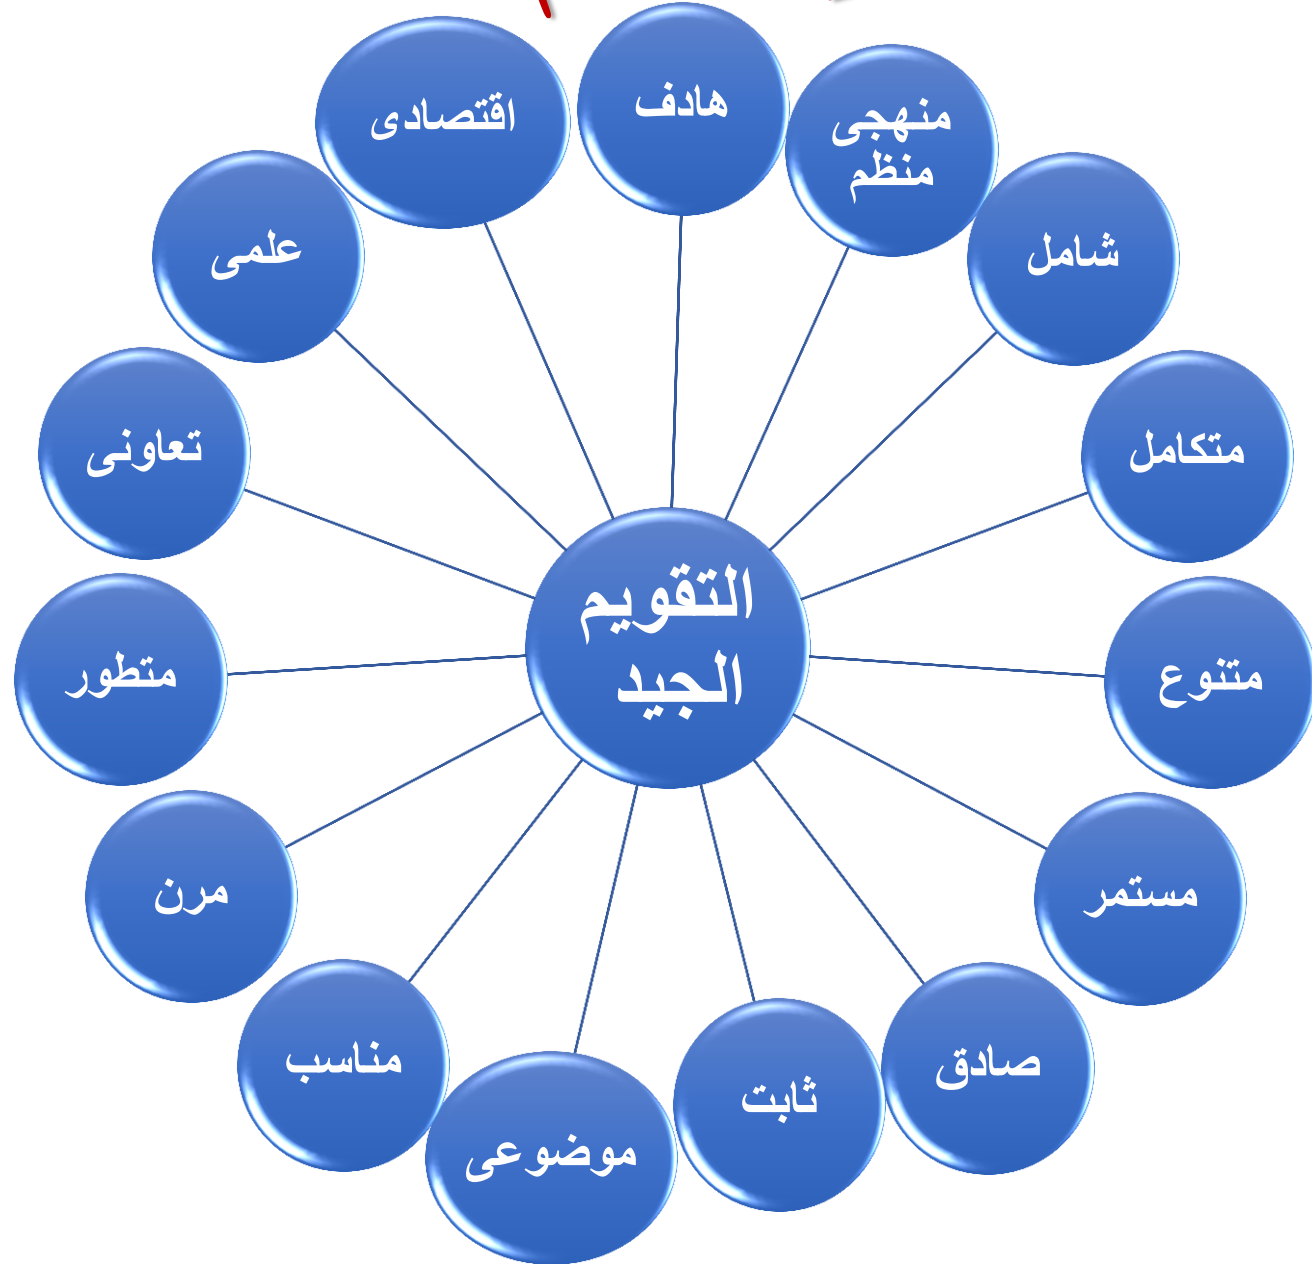 هادف
منهجى
منظم
شامل
متكامل
متنوع
مستمر
صادق
ثابت
موضوعى
مناسب
مرن
متطور
تعاونى
علمى
اقتصادى
التقويم
الجيد